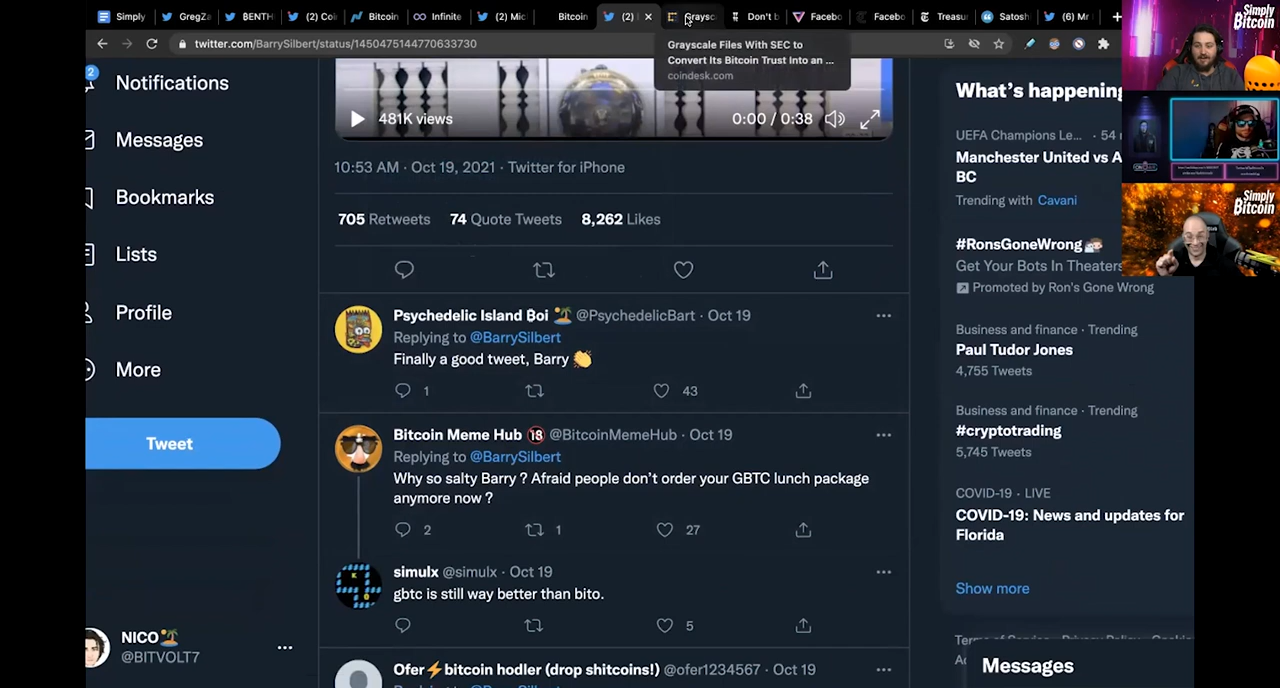 Simply
GregZa
BENTH
(2) Col
Bitcoin
Infinite
(2) Mic
Bitcoin
(2)
Graysc
Don't b
Facebo
Facebo
Treasu
Satosh
(6) Mr
twitter.com/BarrySilbert/status/1450475144770633730
Grayscale Files With SEC to
Convert Its Bitcoin Trust Into an ...
coindesk.com
Simply
Bitcoin
Simply
Bitcoin
2
Notifications
Messages
Bookmarks
Lists
Profile
More
Tweet
NICO🏝️
@BITVOLT7
481K views
0:00 / 0:38
10:53 AM · Oct 19, 2021 · Twitter for iPhone
705 Retweets 74 Quote Tweets 8,262 Likes
Psychedelic Island ₿oi 🏝️ @PsychedelicBart · Oct 19
Replying to @BarrySilbert
Finally a good tweet, Barry 👏
1
43
Bitcoin Meme Hub 🔞 @BitcoinMemeHub · Oct 19
Replying to @BarrySilbert
Why so salty Barry ? Afraid people don't order your GBTC lunch package
anymore now ?
2
1
27
simulx @simulx · Oct 19
gbtc is still way better than bito.
5
Ofer⚡bitcoin hodler (drop shitcoins!) @ofer1234567 · Oct 19
What's happening
UEFA Champions Le... · 54 m
Manchester United vs A
BC
Trending with Cavani
#RonsGoneWrong
Get Your Bots In Theaters
Promoted by Ron's Gone Wrong
Business and finance · Trending
Paul Tudor Jones
4,755 Tweets
Business and finance · Trending
#cryptotrading
5,745 Tweets
COVID-19 · LIVE
COVID-19: News and updates for
Florida
Show more
Messages